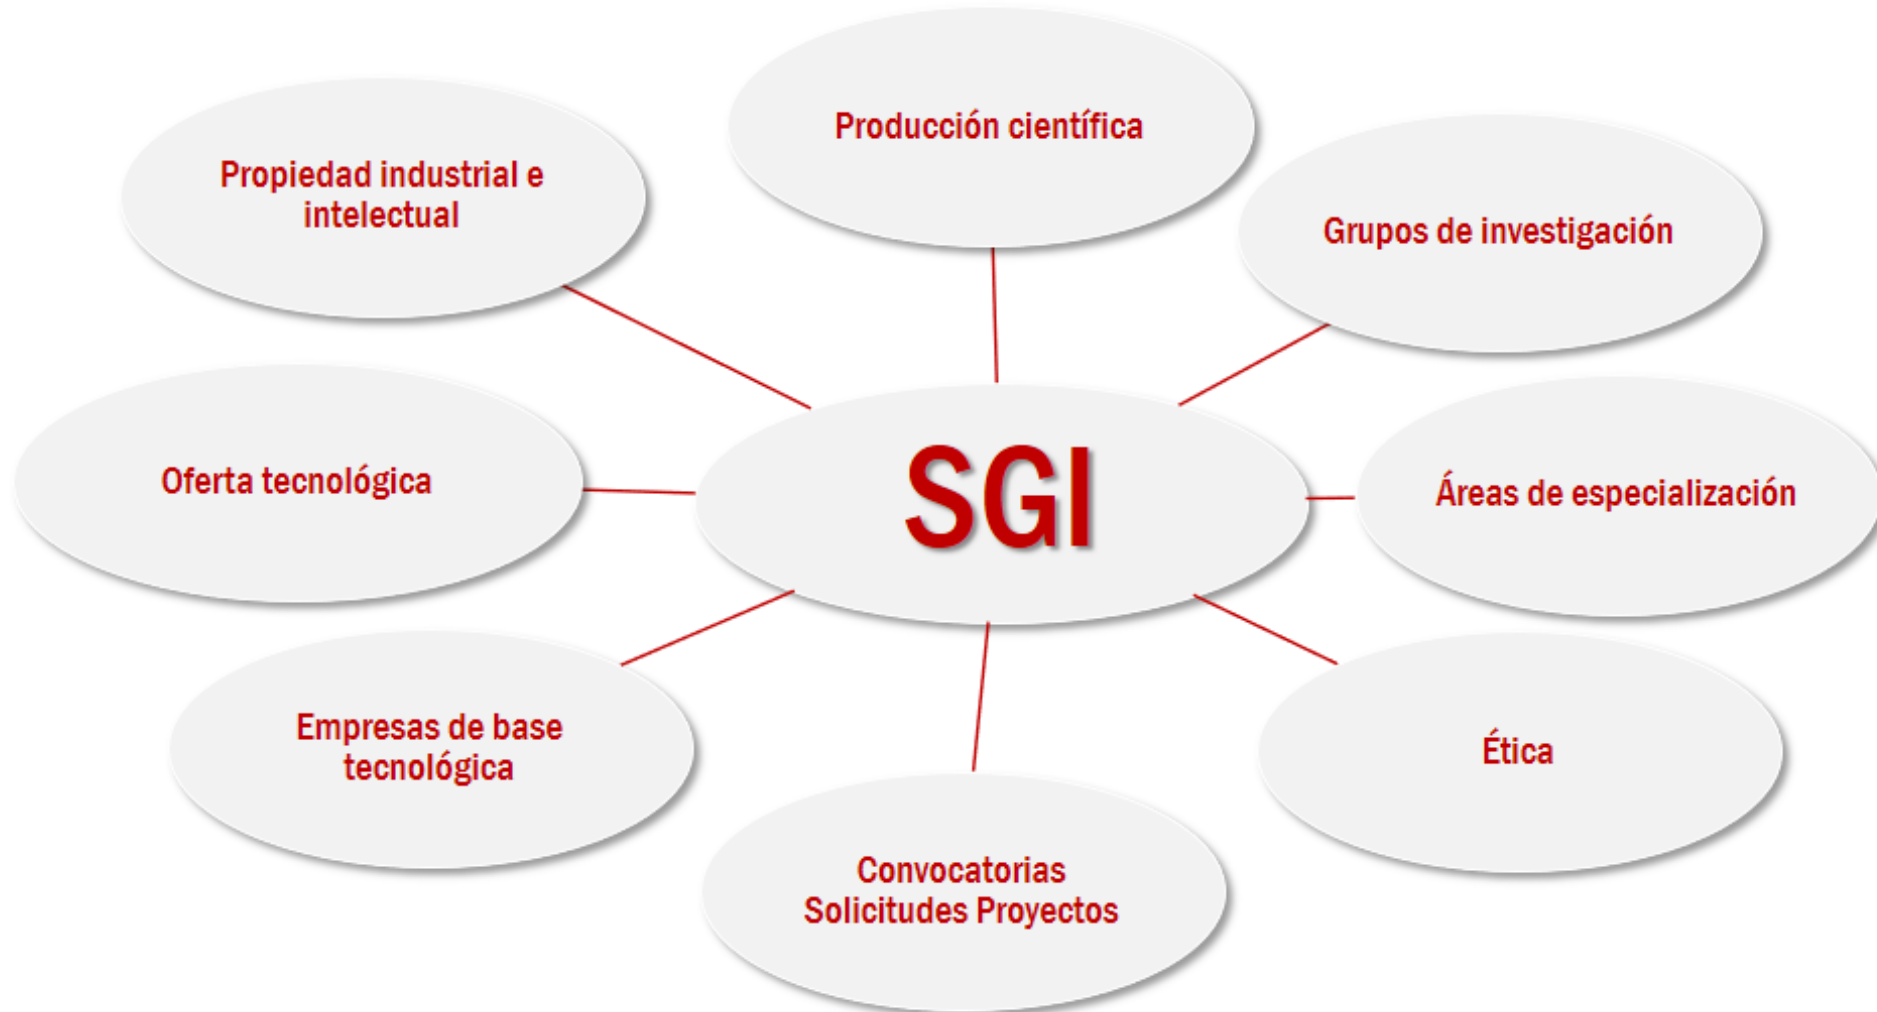 Producción científica
Propiedad industrial e
intelectual
Grupos de investigación
Oferta tecnológica
SGI
Áreas de especialización
Empresas de base
tecnológica
Ética
Convocatorias
Solicitudes Proyectos